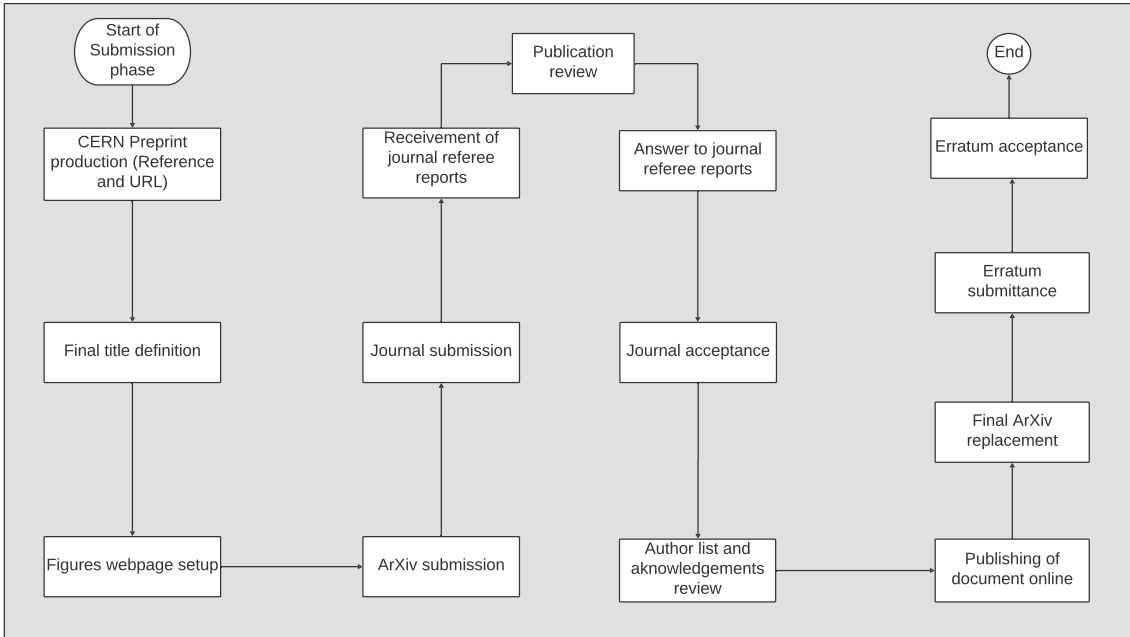 Start of
Submission
phase
CERN Preprint
production (Reference
and URL)
Final title definition
Figures webpage setup
ArXiv submission
Journal submission
Receivement of
journal referee
reports
Publication
review
Answer to journal
referee reports
Journal acceptance
Author list and
aknowledgements
review
Publishing of
document online
Final ArXiv
replacement
Erratum
submittance
Erratum acceptance
End